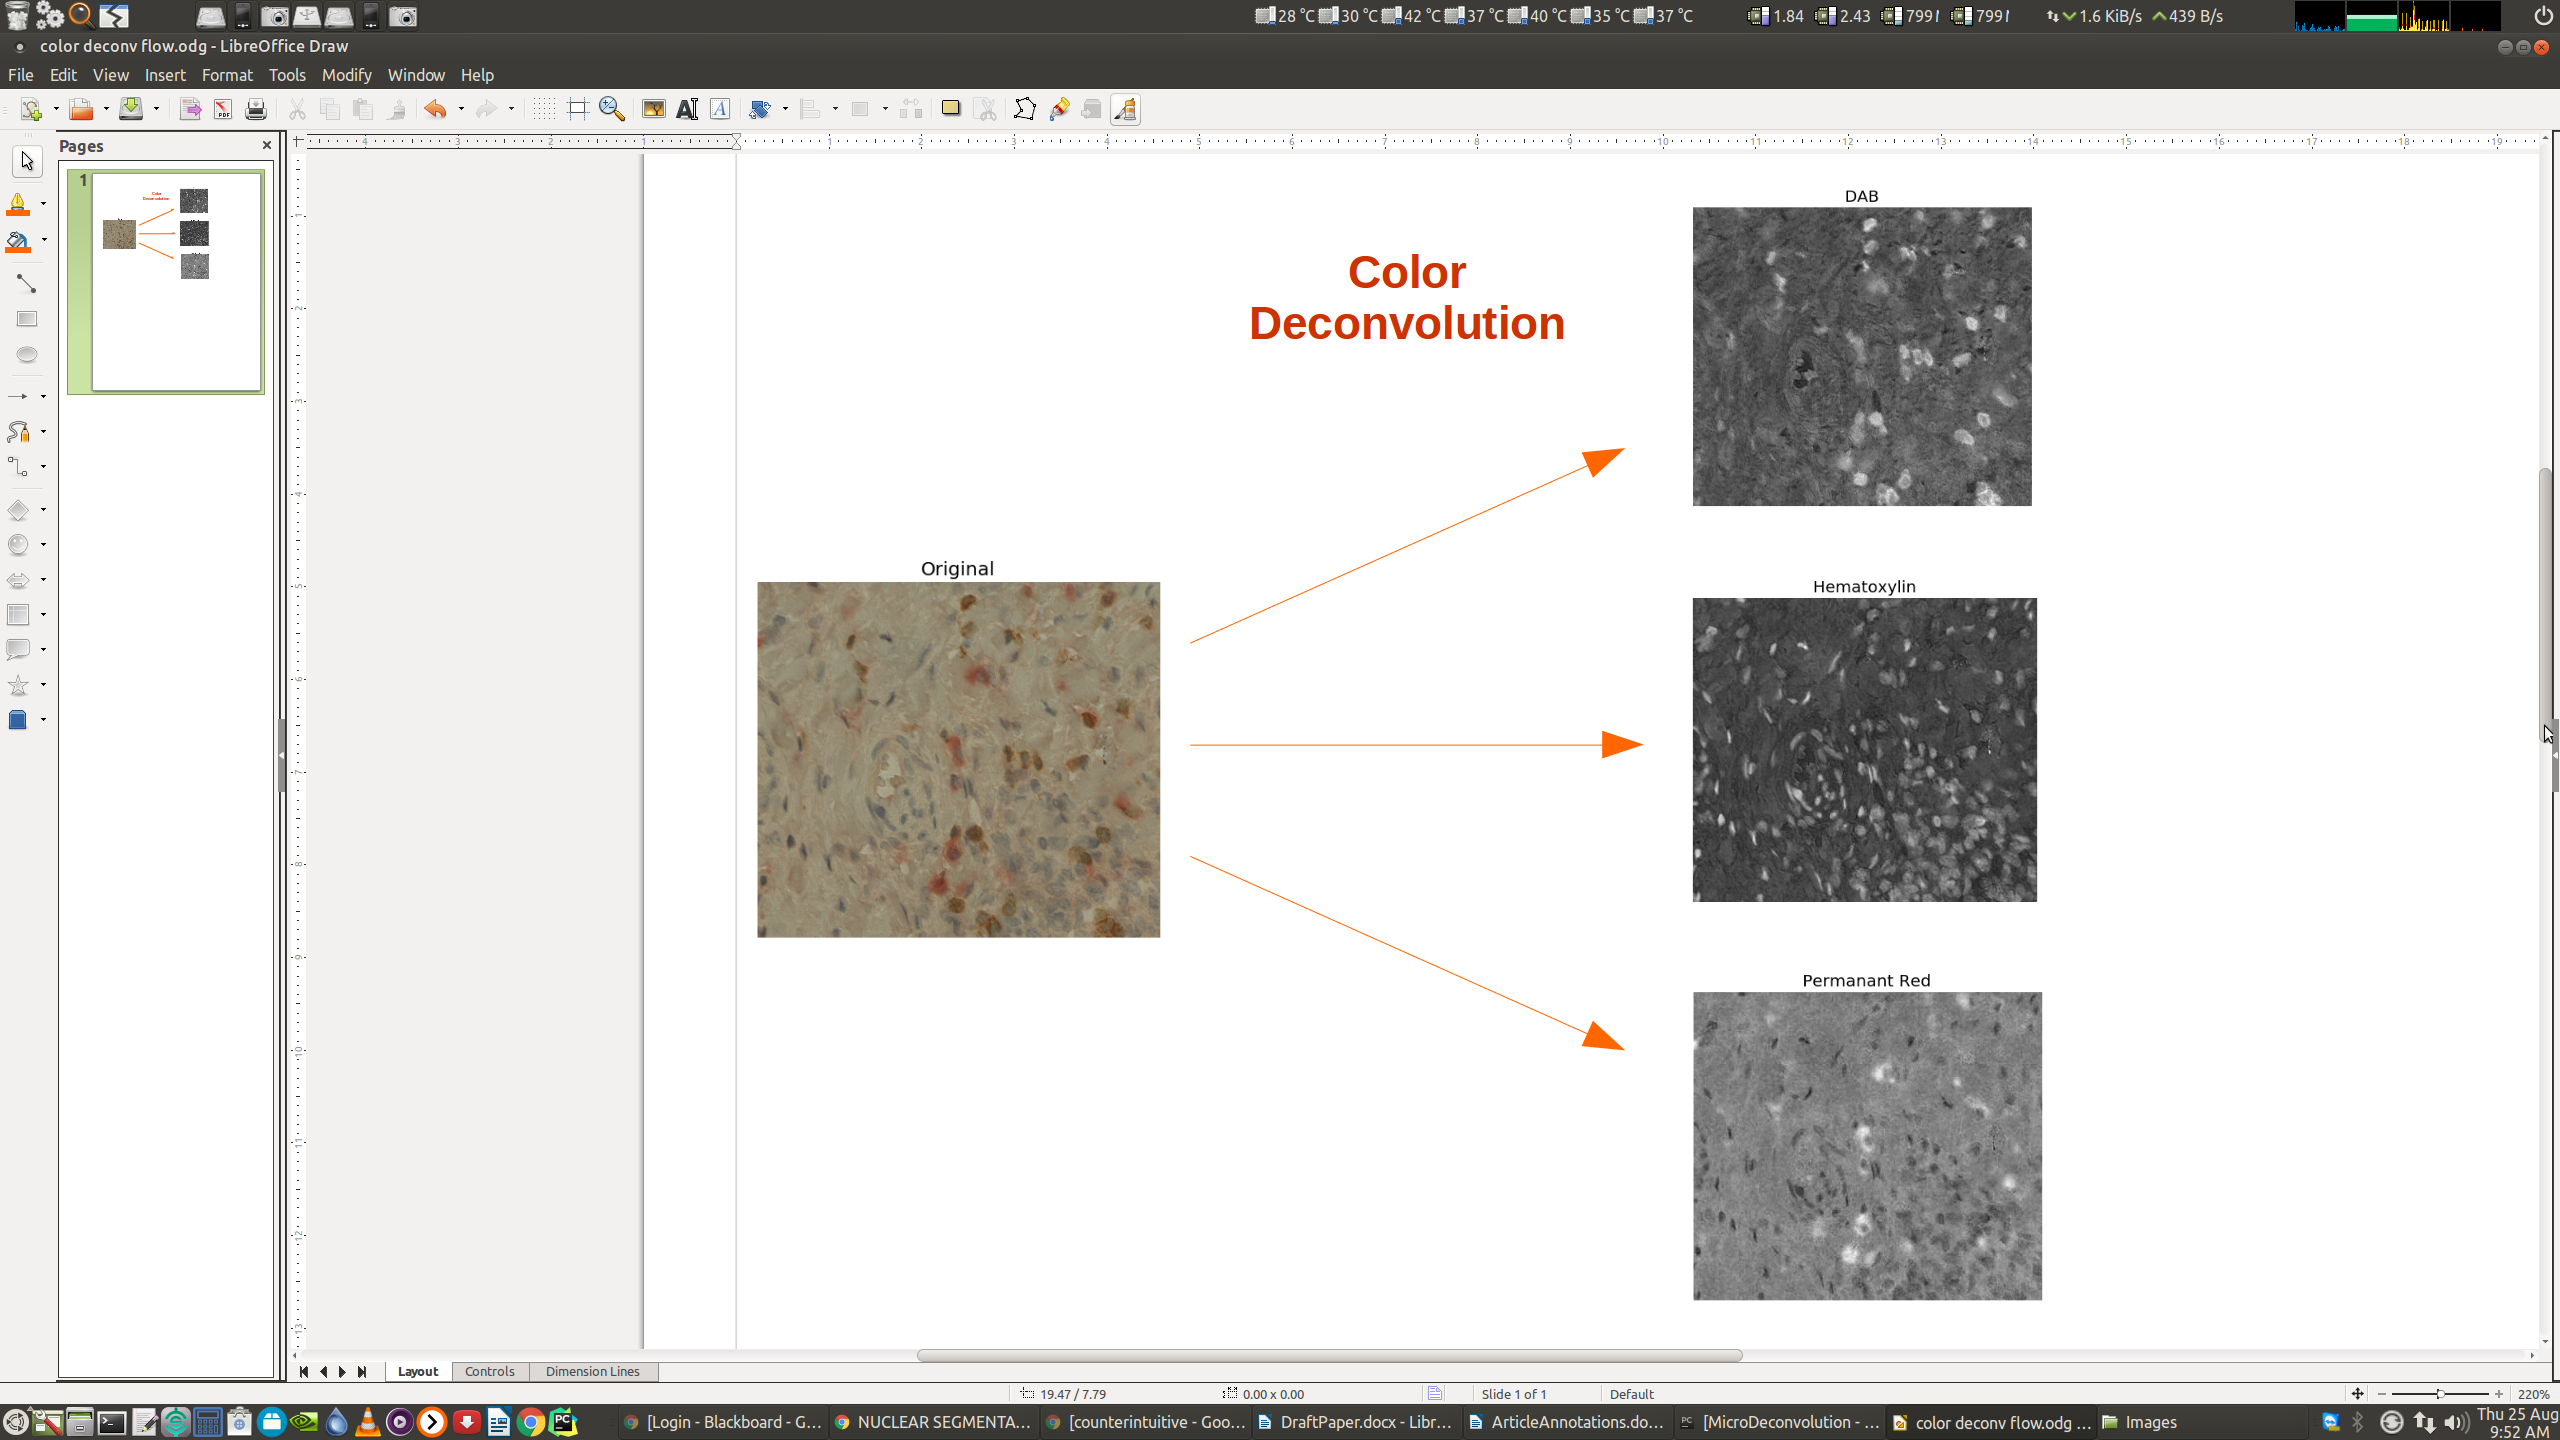 28 °C 30 °C 42 °C 37 °C 40 °C 35 °C 37 °C 1.84 2.43 799 799 1.6 KiB/s 439 B/s
color deconv flow.odg - LibreOffice Draw
File Edit View Insert Format Tools Modify Window Help
Pages
1
Color
Deconvolution
DAB
Original
Hematoxylin
Permanant Red
Layout Controls Dimension Lines
19.47 / 7.79 0.00 x 0.00 Slide 1 of 1 Default 220%
[Login - Blackboard - G... NUCLEAR SEGMENTA... [counterintuitive - Goo... DraftPaper.docx - Libr... ArticleAnnotations.do... [MicroDeconvolution - ... color deconv flow.odg ... Images
Thu 25 Aug
9:52 AM